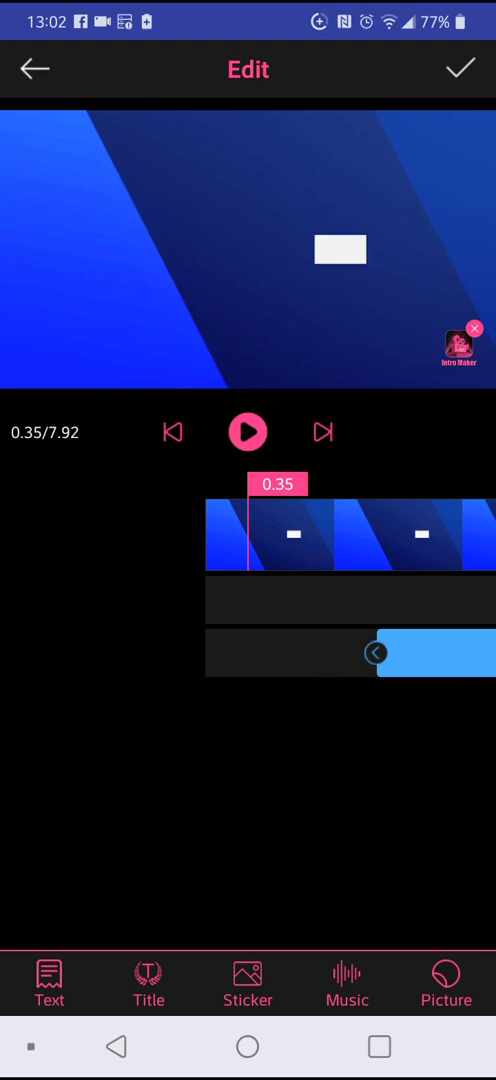 13:02
77%
Edit
Intro Maker
0.35/7.92
0.35
Text
Title
Sticker
Music
Picture